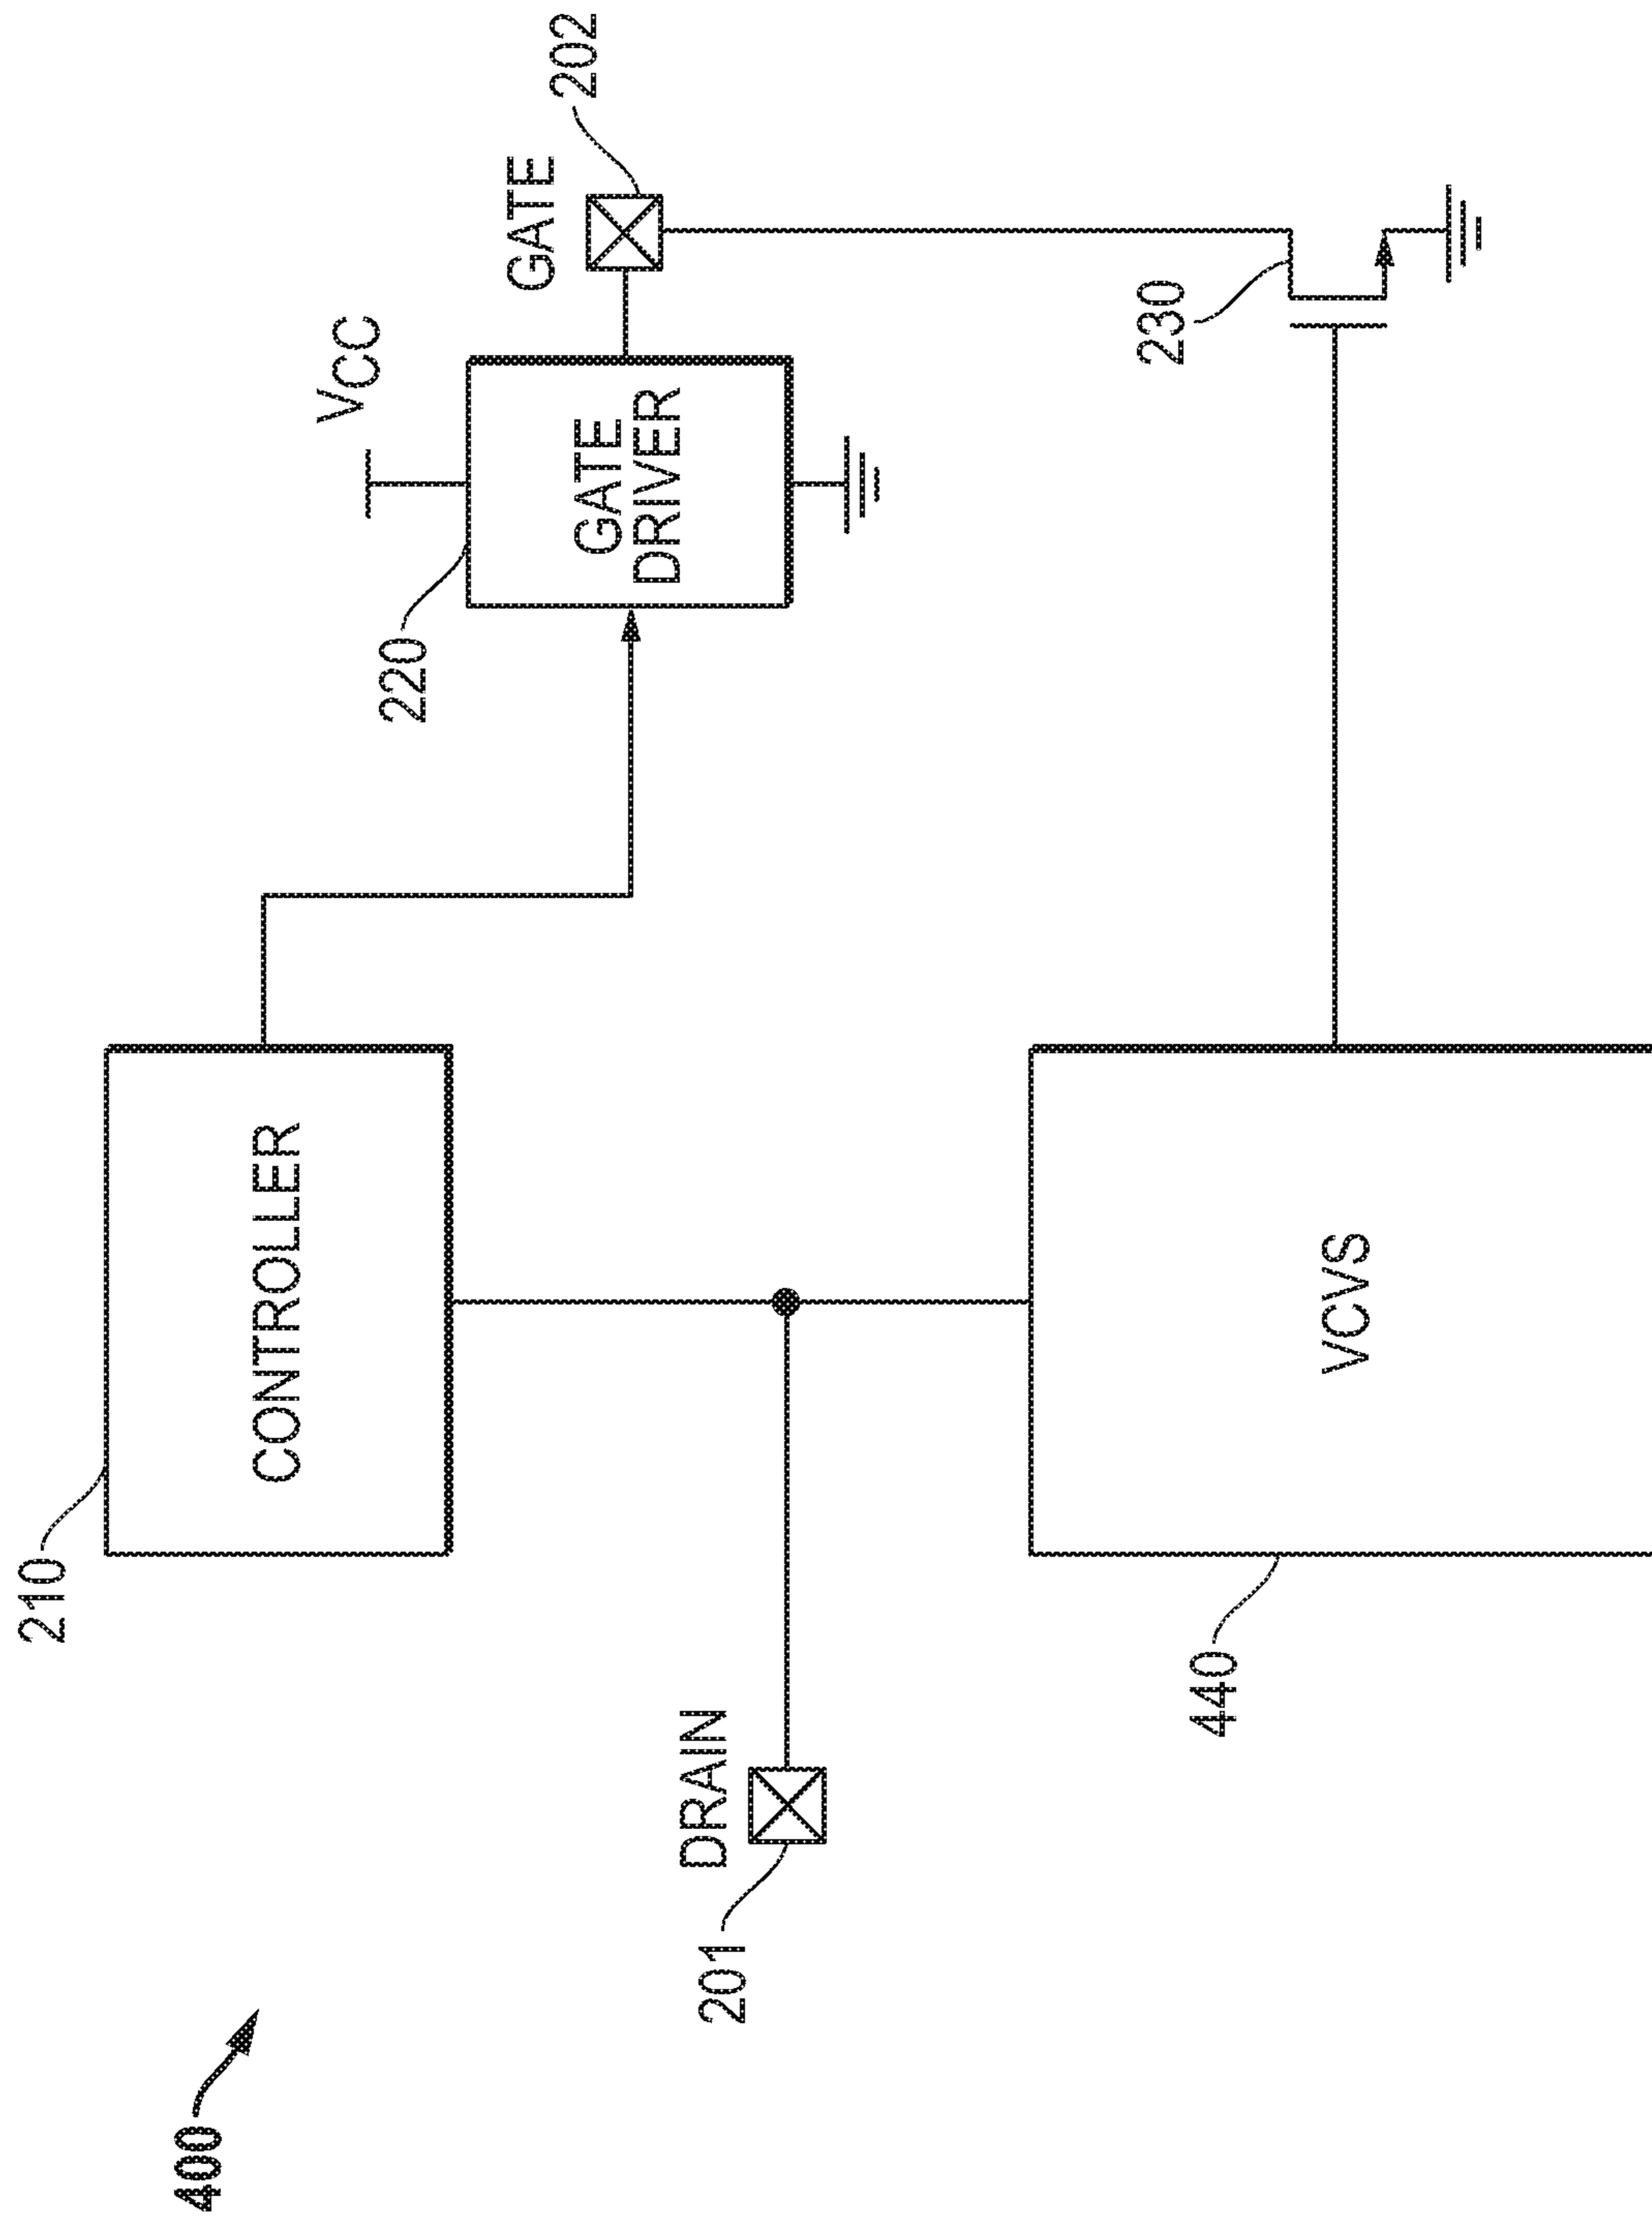 400
210
CONTROLLER
220
VCC
GATE
DRIVER
GATE
202
DRAIN
201
440
VCVS
230